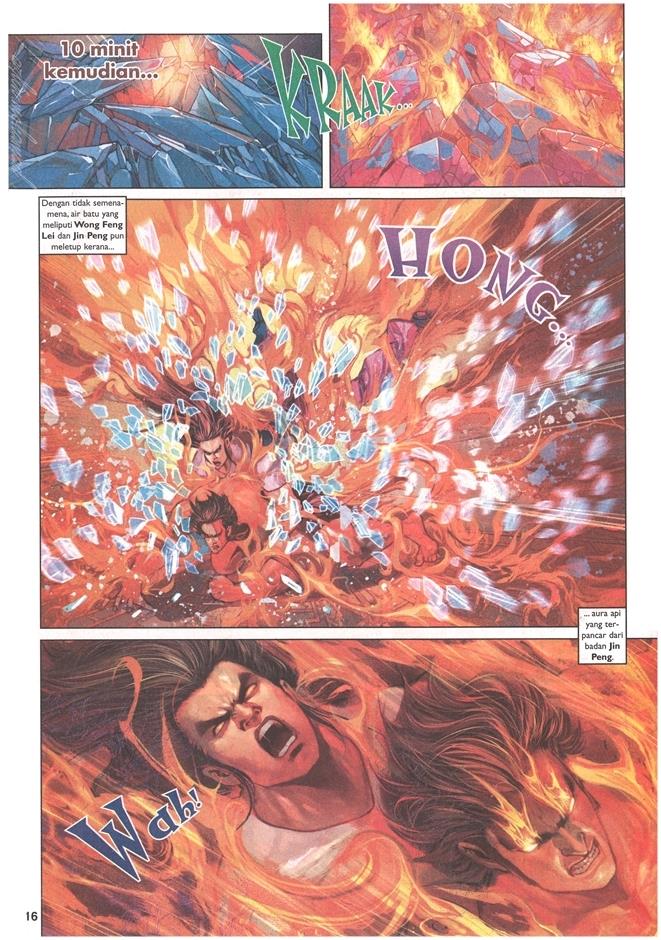 10 minit
kemudian...
KRAAK...
Dengan tidak semena-
mena, air batu yang
meliputi Wong Feng
Lei dan Jin Peng pun
meletup kerana...
HONG...
... aura api
yang ter-
pancar dari
badan Jin
Peng.
Wah!
16